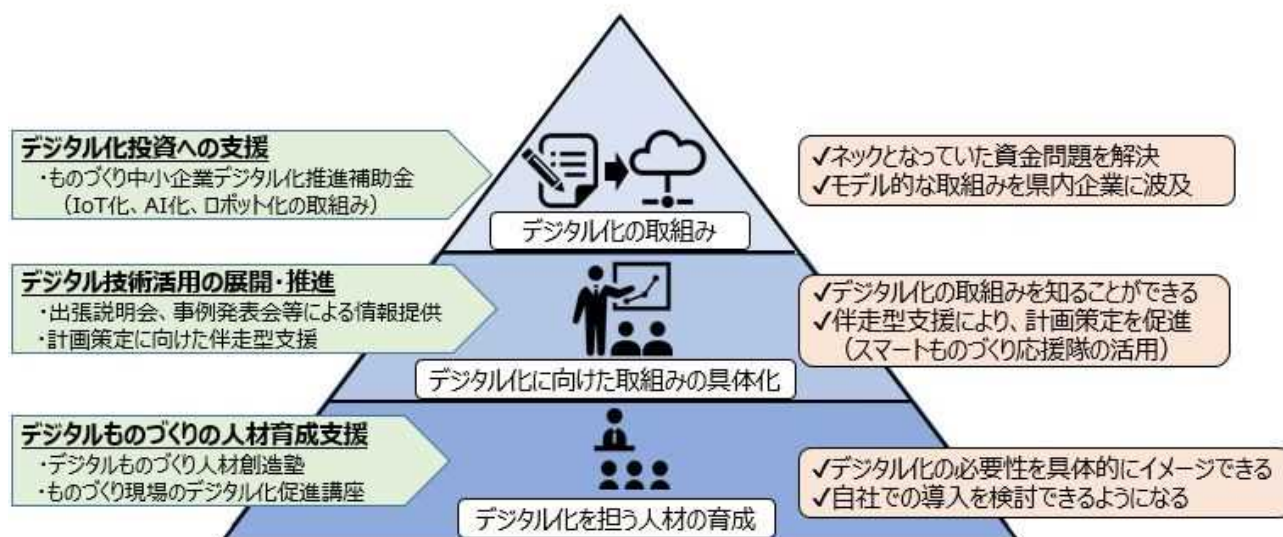 デジタル化投資への支援
・ものづくり中小企業デジタル化推進補助金
（IoT化、AI化、ロボット化の取組み）
デジタル化の取組み
✓ネックとなっていた資金問題を解決
✓モデル的な取組みを県内企業に波及
デジタル技術活用の展開・推進
・出張説明会、事例発表会等による情報提供
・計画策定に向けた伴走型支援
デジタル化に向けた取組みの具体化
✓デジタル化の取組みを知ることができる
✓伴走型支援により、計画策定を促進
（スマートものづくり応援隊の活用）
デジタルものづくりの人材育成支援
・デジタルものづくり人材創造塾
・ものづくり現場のデジタル化促進講座
デジタル化を担う人材の育成
✓デジタル化の必要性を具体的にイメージできる
✓自社での導入を検討できるようになる